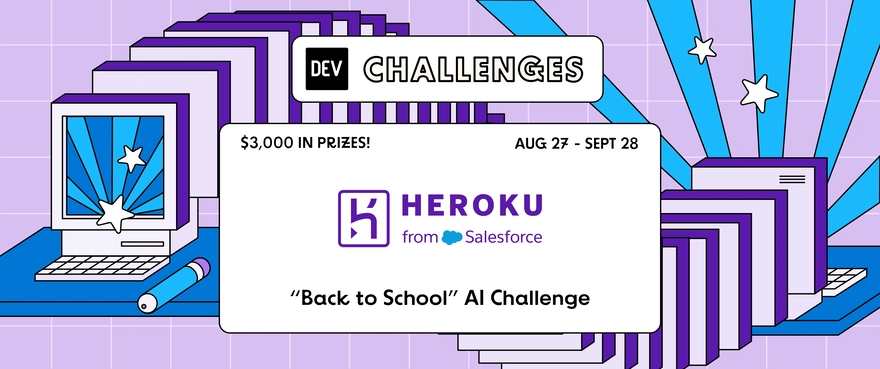 DEV CHALLENGES
$3,000 IN PRIZES!
AUG 27 - SEPT 28
HEROKU
from Salesforce
“Back to School” AI Challenge